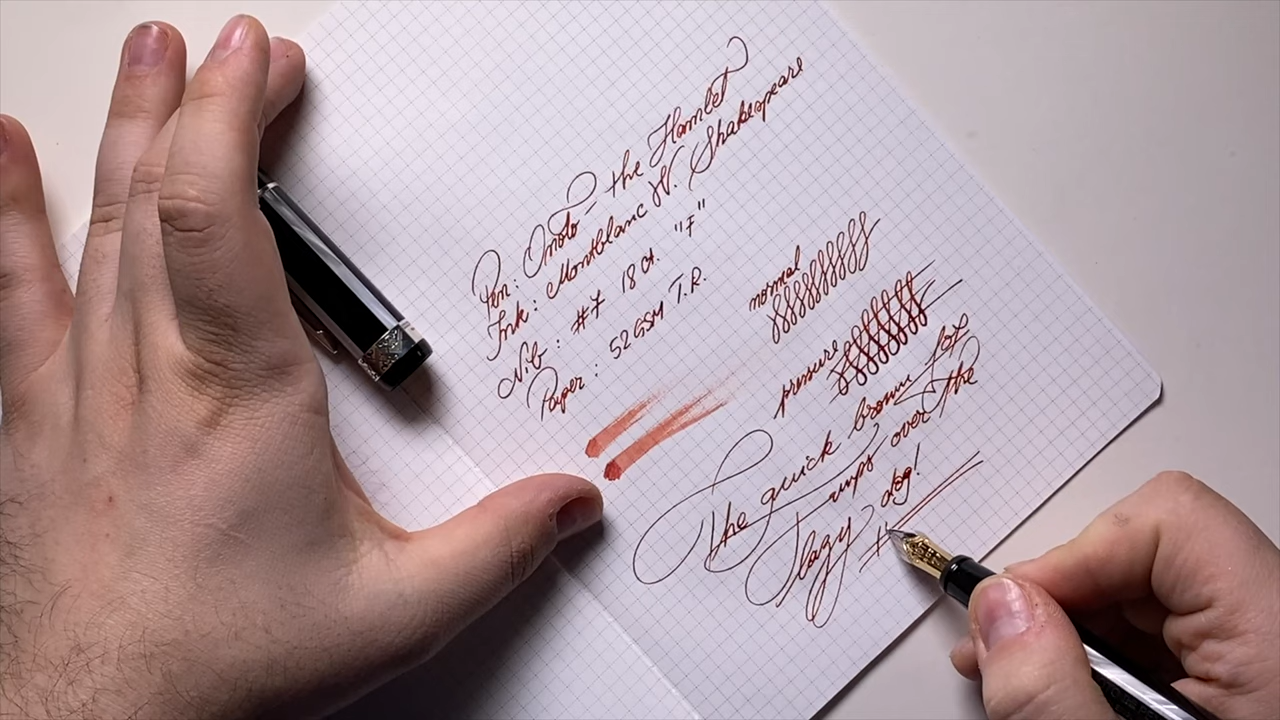 Pen: Onoto - the Hamlet
Ink: Montblanc W. Shakespeare
Nib: #7 18 ct. "F"
Paper: 52 GSM T.R.
normal
pressure
The quick brown fox
jumps over the
lazy dog!